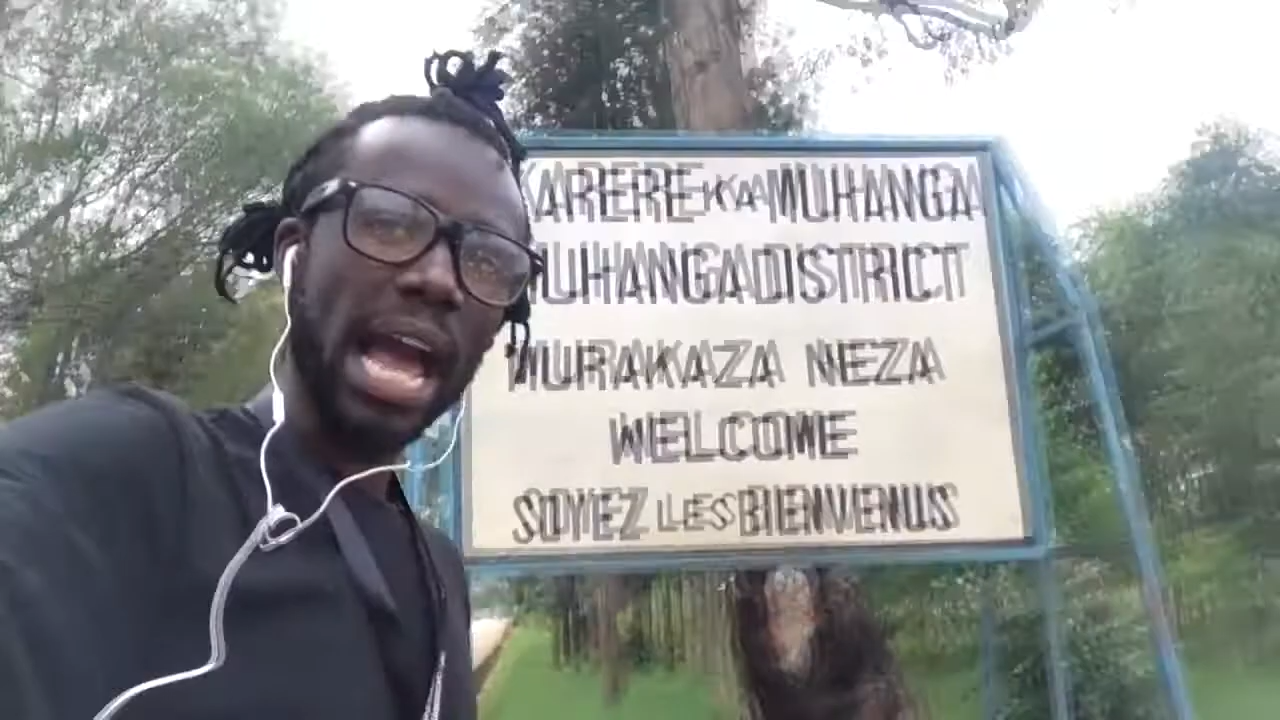 KARERE KA MUHANGA
MUHANGA DISTRICT
MURAKAZA NEZA
WELCOME
SOYEZ LES BIENVENUS